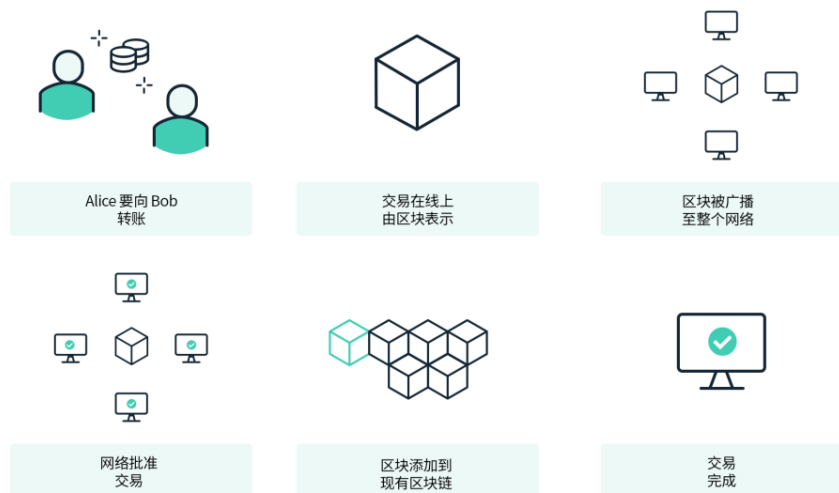 Alice 要向 Bob
转账
交易在线上
由区块表示
区块被广播
至整个网络
网络批准
交易
区块添加到
现有区块链
交易
完成